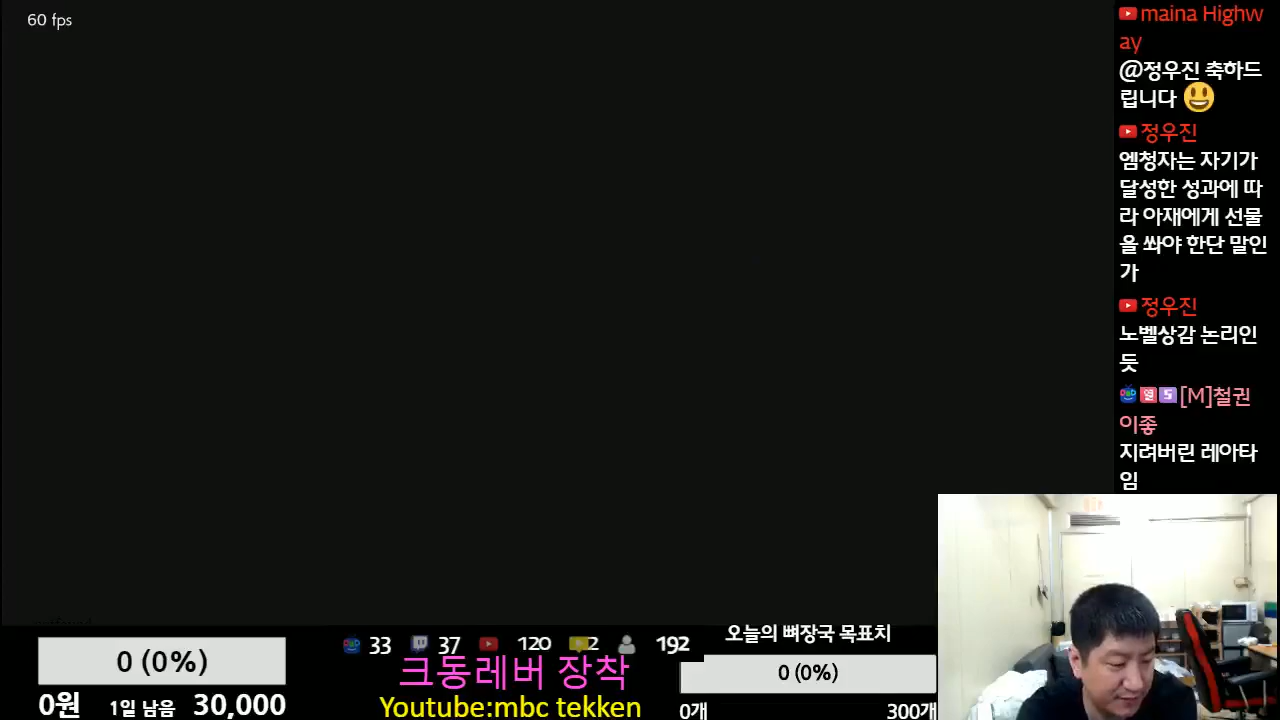 60 fps
maina Highw
ay
@정우진 축하드
립니다
정우진
엠청자는 자기가
달성한 성과에 따
라 아재에게 선물
을 쏴야 한단 말인
가
정우진
노벨상감 논리인
듯
열 5 [M]철권
이좋
지려버린 레아타
임
0 (0%)
0원 1일 남음 30,000
33 37 120 2 192
크동레버 장착
Youtube:mbc tekken
오늘의 뼈장국 목표치
0 (0%)
0개 300개